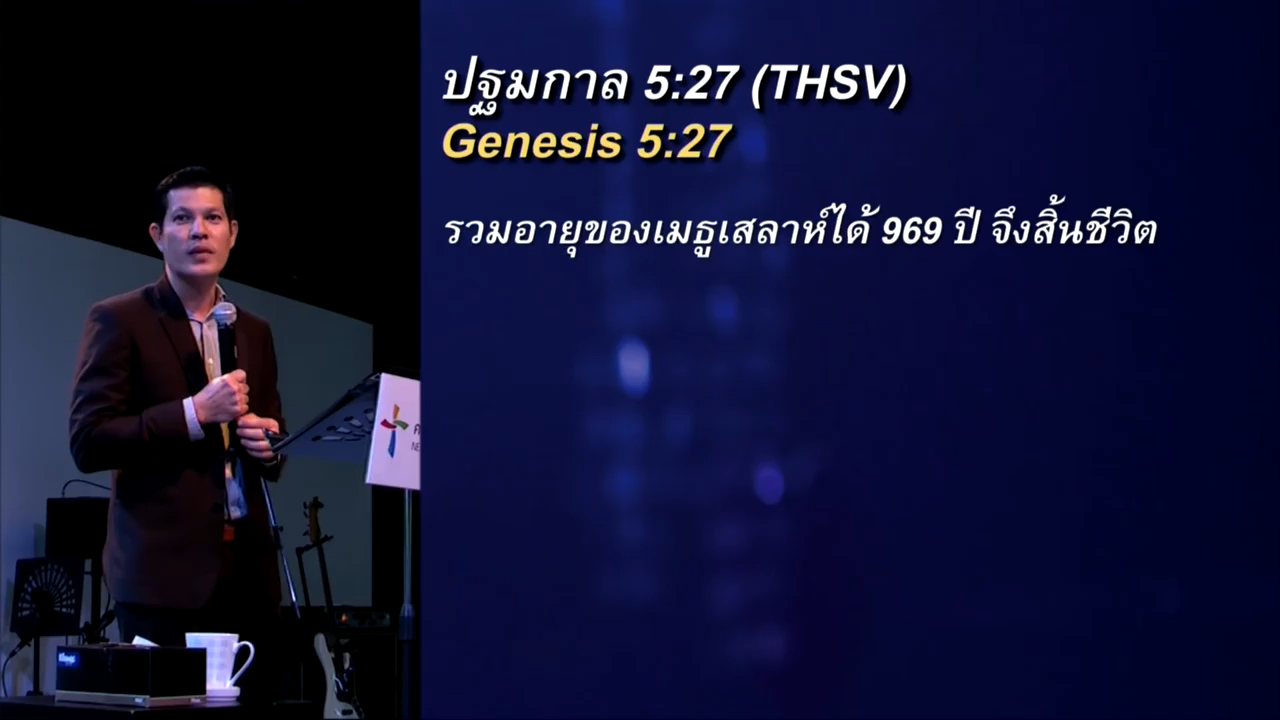 ปฐมกาล 5:27 (THSV)
Genesis 5:27
รวมอายุของเมธูเสลาห์ได้ 969 ปี จึงสิ้นชีวิต